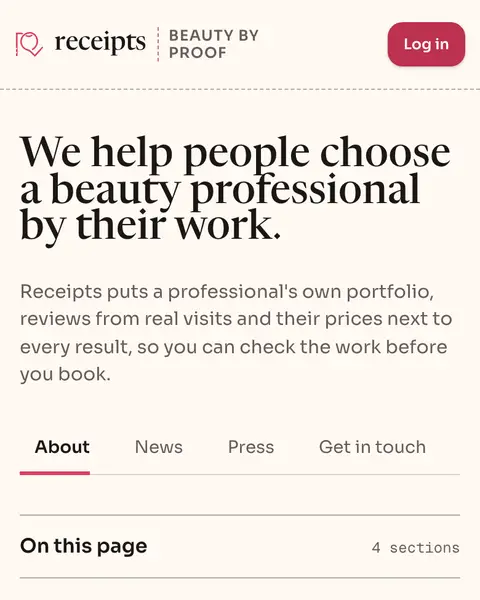 receipts
BEAUTY BY
PROOF
Log in
We help people choose
a beauty professional
by their work.
Receipts puts a professional's own portfolio,
reviews from real visits and their prices next to
every result, so you can check the work before
you book.
About
News
Press
Get in touch
On this page
4 sections